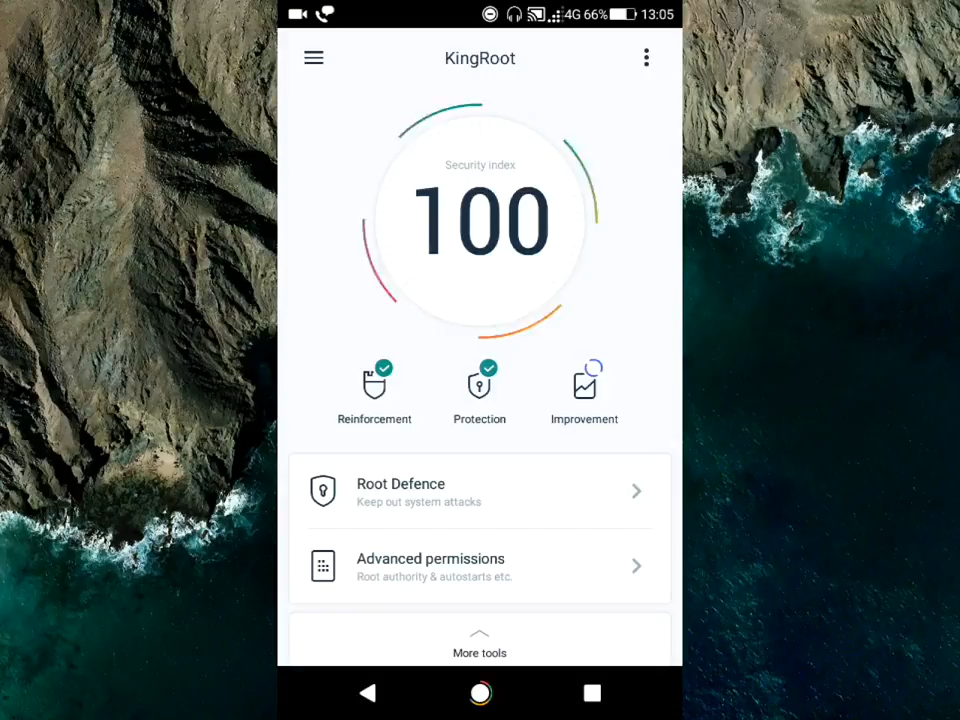 4G 66% 13:05
KingRoot
Security index
100
Reinforcement
Protection
Improvement
Root Defence
Keep out system attacks
Advanced permissions
Root authority & autostarts etc.
More tools